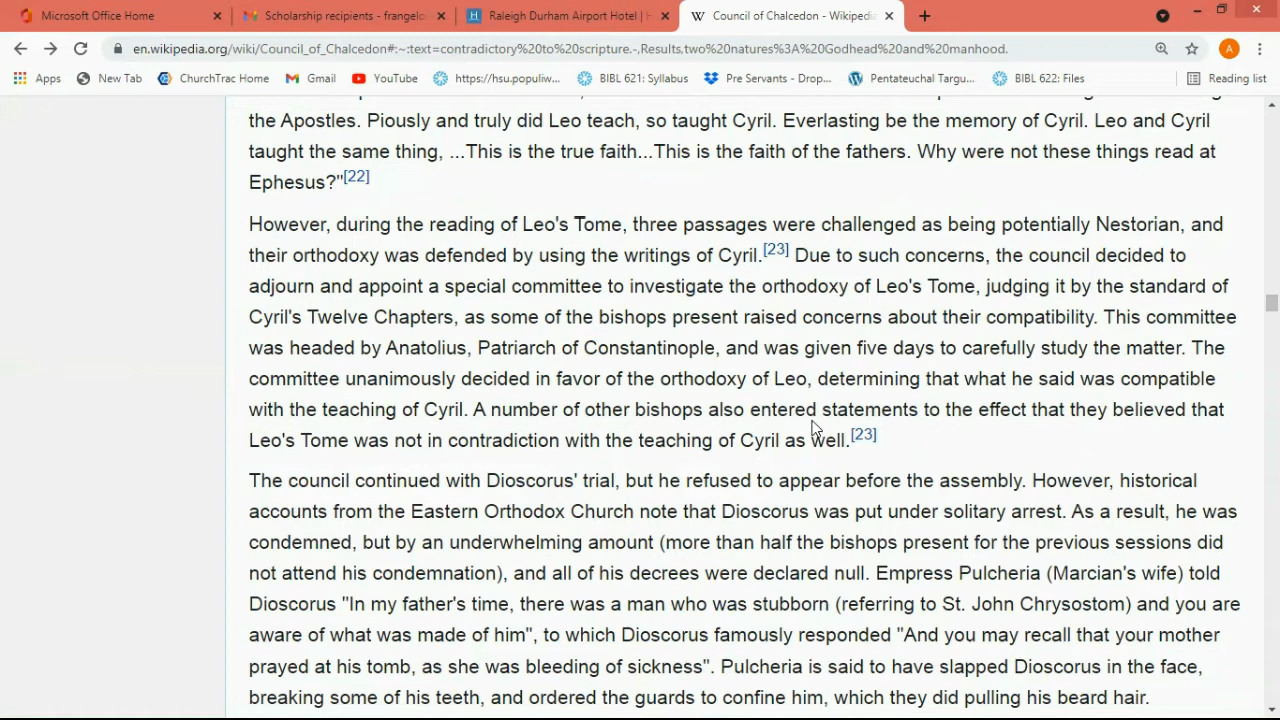 Microsoft Office Home
Scholarship recipients - frangelo
Raleigh Durham Airport Hotel | H
W Council of Chalcedon - Wikipedia
en.wikipedia.org/wiki/Council_of_Chalcedon#:~:text=contradictory%20to%20scripture.-,Results,two%20natures%3A%20Godhead%20and%20manhood.
A
Apps
New Tab
ChurchTrac Home
Gmail
YouTube
https://hsu.populiw...
BIBL 621: Syllabus
Pre Servants - Drop...
Pentateuchal Targu...
BIBL 622: Files
Reading list
the Apostles. Piously and truly did Leo teach, so taught Cyril. Everlasting be the memory of Cyril. Leo and Cyril
taught the same thing, ...This is the true faith...This is the faith of the fathers. Why were not these things read at
Ephesus?"[22]
However, during the reading of Leo's Tome, three passages were challenged as being potentially Nestorian, and
their orthodoxy was defended by using the writings of Cyril.[23] Due to such concerns, the council decided to
adjourn and appoint a special committee to investigate the orthodoxy of Leo's Tome, judging it by the standard of
Cyril's Twelve Chapters, as some of the bishops present raised concerns about their compatibility. This committee
was headed by Anatolius, Patriarch of Constantinople, and was given five days to carefully study the matter. The
committee unanimously decided in favor of the orthodoxy of Leo, determining that what he said was compatible
with the teaching of Cyril. A number of other bishops also entered statements to the effect that they believed that
Leo's Tome was not in contradiction with the teaching of Cyril as well.[23]
The council continued with Dioscorus' trial, but he refused to appear before the assembly. However, historical
accounts from the Eastern Orthodox Church note that Dioscorus was put under solitary arrest. As a result, he was
condemned, but by an underwhelming amount (more than half the bishops present for the previous sessions did
not attend his condemnation), and all of his decrees were declared null. Empress Pulcheria (Marcian's wife) told
Dioscorus "In my father's time, there was a man who was stubborn (referring to St. John Chrysostom) and you are
aware of what was made of him", to which Dioscorus famously responded "And you may recall that your mother
prayed at his tomb, as she was bleeding of sickness". Pulcheria is said to have slapped Dioscorus in the face,
breaking some of his teeth, and ordered the guards to confine him, which they did pulling his beard hair.